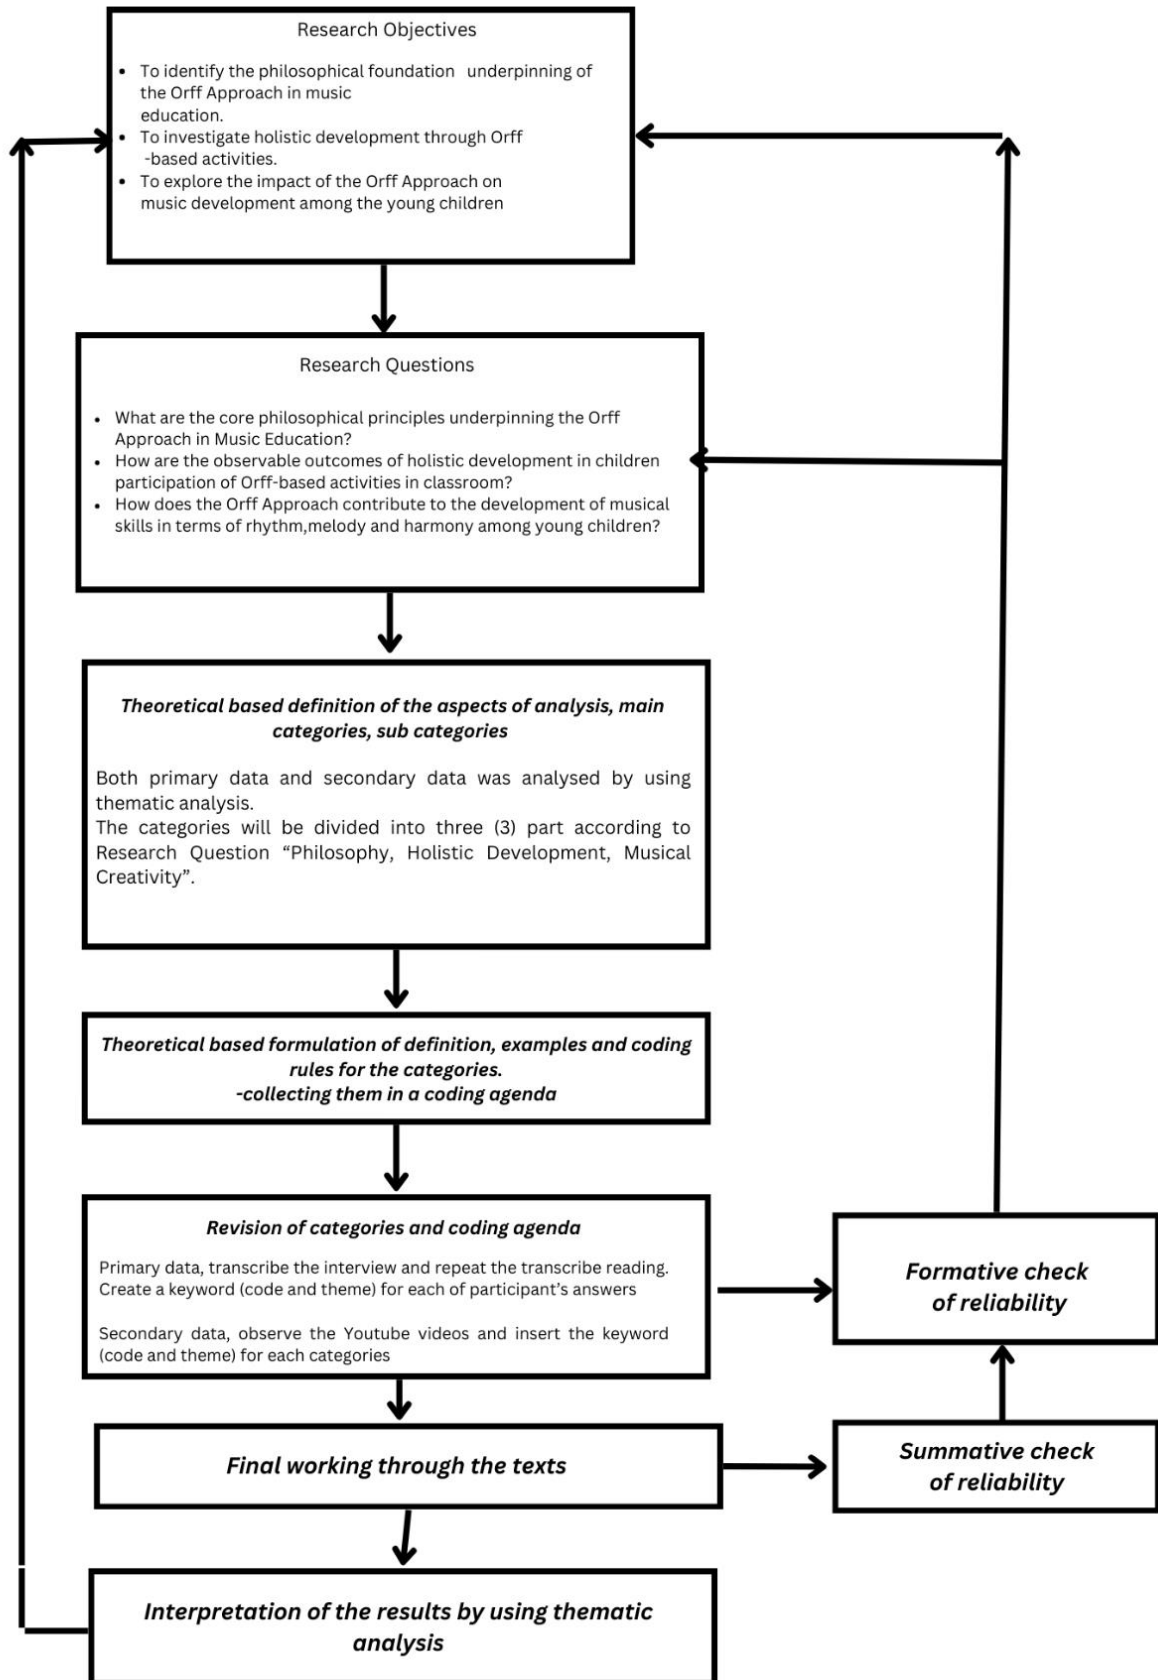 Research Objectives
• To identify the philosophical foundation underpinning of
the Orff Approach in music
education.
• To investigate holistic development through Orff
-based activities.
• To explore the impact of the Orff Approach on
music development among the young children
Research Questions
• What are the core philosophical principles underpinning the Orff
Approach in Music Education?
• How are the observable outcomes of holistic development in children
participation of Orff-based activities in classroom?
• How does the Orff Approach contribute to the development of musical
skills in terms of rhythm,melody and harmony among young children?
Theoretical based definition of the aspects of analysis, main
categories, sub categories
Both primary data and secondary data was analysed by using
thematic analysis.
The categories will be divided into three (3) part according to
Research Question “Philosophy, Holistic Development, Musical
Creativity”.
Theoretical based formulation of definition, examples and coding
rules for the categories.
-collecting them in a coding agenda
Revision of categories and coding agenda
Primary data, transcribe the interview and repeat the transcribe reading.
Create a keyword (code and theme) for each of participant’s answers
Secondary data, observe the Youtube videos and insert the keyword
(code and theme) for each categories
Formative check
of reliability
Final working through the texts
Summative check
of reliability
Interpretation of the results by using thematic
analysis